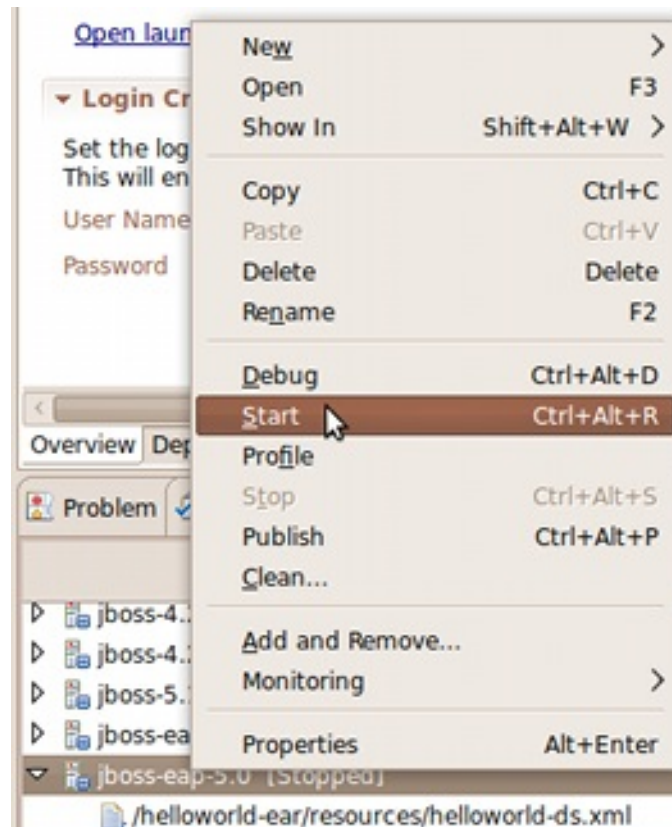 Open laun
Login Cr
Set the log
This will en
User Name
Password
Overview Dep
Problem
jboss-4.
jboss-4.
jboss-5.
jboss-ea
jboss-eap-5.0 [Stopped]
/helloworld-ear/resources/helloworld-ds.xml
New
Open F3
Show In Shift+Alt+W
Copy Ctrl+C
Paste Ctrl+V
Delete Delete
Rename F2
Debug Ctrl+Alt+D
Start Ctrl+Alt+R
Profile
Stop Ctrl+Alt+S
Publish Ctrl+Alt+P
Clean...
Add and Remove...
Monitoring
Properties Alt+Enter